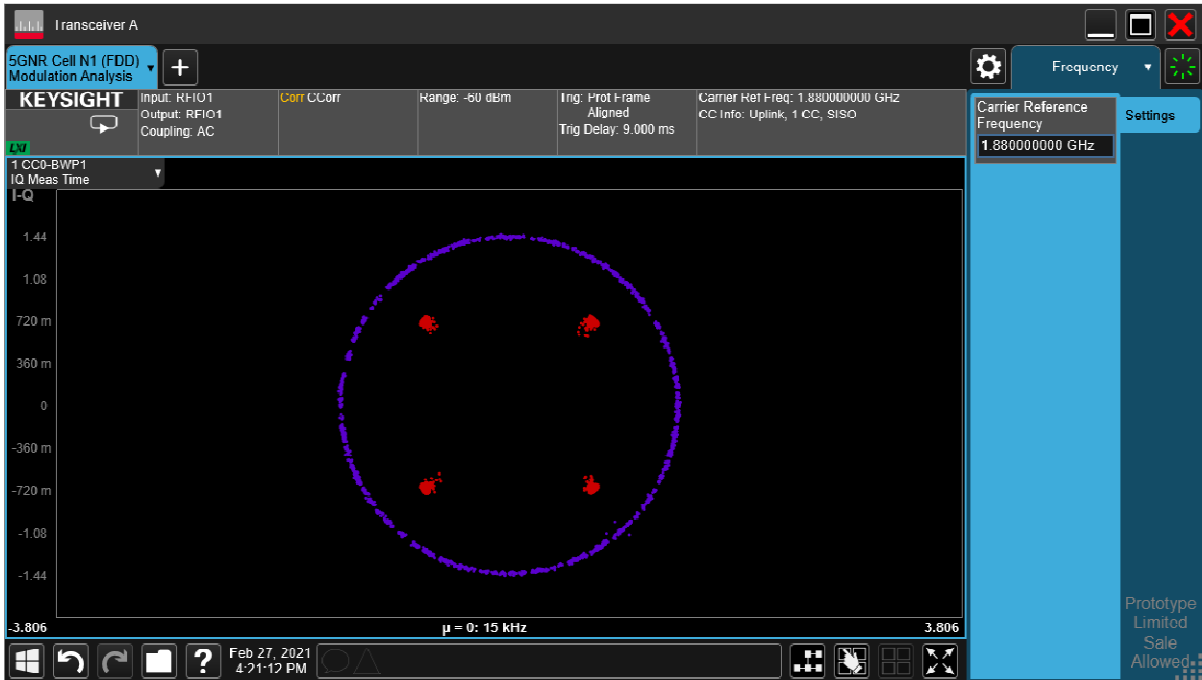 Transceiver A
5GNR Cell N1 (FDD)
Modulation Analysis
+
Frequency
KEYSIGHT
LXI
Input: RFIO1
Output: RFIO1
Coupling: AC
Corr CCorr
Range: -60 dBm
Trig: Prot Frame
Aligned
Trig Delay: 9.000 ms
Carrier Ref Freq: 1.880000000 GHz
CC Info: Uplink, 1 CC, SISO
Carrier Reference
Frequency
1.880000000 GHz
Settings
1 CC0-BWP1
IQ Meas Time
I-Q
1.44
1.08
720 m
360 m
0
-360 m
-720 m
-1.08
-1.44
-3.806
μ = 0: 15 kHz
3.806
Prototype
Limited
Sale
Allowed
?
Feb 27, 2021
4:21:12 PM